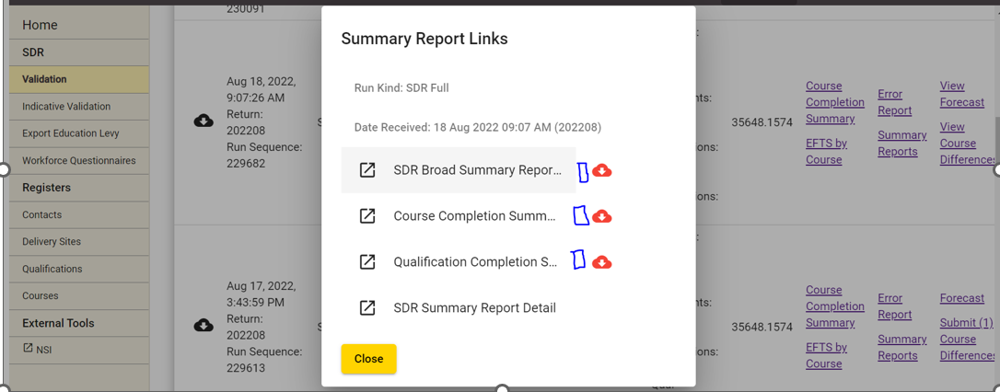 Home
SDR
Validation
Indicative Validation
Export Education Levy
Workforce Questionnaires
Registers
Contacts
Delivery Sites
Qualifications
Courses
External Tools
NSI
230091
Aug 18, 2022,
9:07:26 AM
Return:
202208
Run Sequence:
229682
Aug 17, 2022,
3:43:59 PM
Return:
202208
Run Sequence:
229613
Summary Report Links
Run Kind: SDR Full
Date Received: 18 Aug 2022 09:07 AM (202208)
SDR Broad Summary Repor...
Course Completion Summ...
Qualification Completion S...
SDR Summary Report Detail
Close
nts:
35648.1574
ions:
ions:
Course
Completion
Summary
EFTS by
Course
Error
Report
Summary
Reports
View
Forecast
View
Course
Differences
nts:
35648.1574
ions:
Course
Completion
Summary
EFTS by
Course
Error
Report
Summary
Reports
Forecast
Submit (1)
Course
Differences